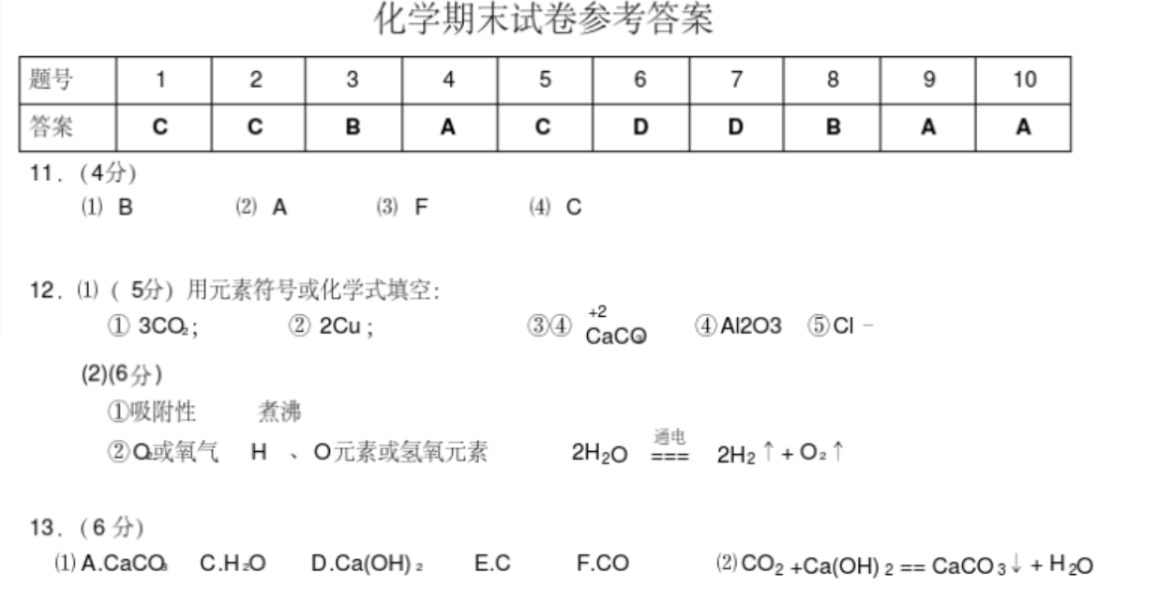 化学期末试卷参考答案
题号 1 2 3 4 5 6 7 8 9 10
答案 C C B A C D D B A A
11.(4分)
⑴ B ⑵ A ⑶ F ⑷ C
12.⑴( 5分)用元素符号或化学式填空:
① 3CO₂; ② 2Cu; ③④ +2 CaCO₃ ④Al2O3 ⑤Cl⁻
(2)(6分)
①吸附性 煮沸
②O₂或氧气 H 、O元素或氢氧元素 2H₂O 通电 === 2H₂↑+O₂↑
13.(6 分)
⑴A.CaCO₃ C.H₂O D.Ca(OH)₂ E.C F.CO ⑵CO₂+Ca(OH)₂ == CaCO₃↓ + H₂O